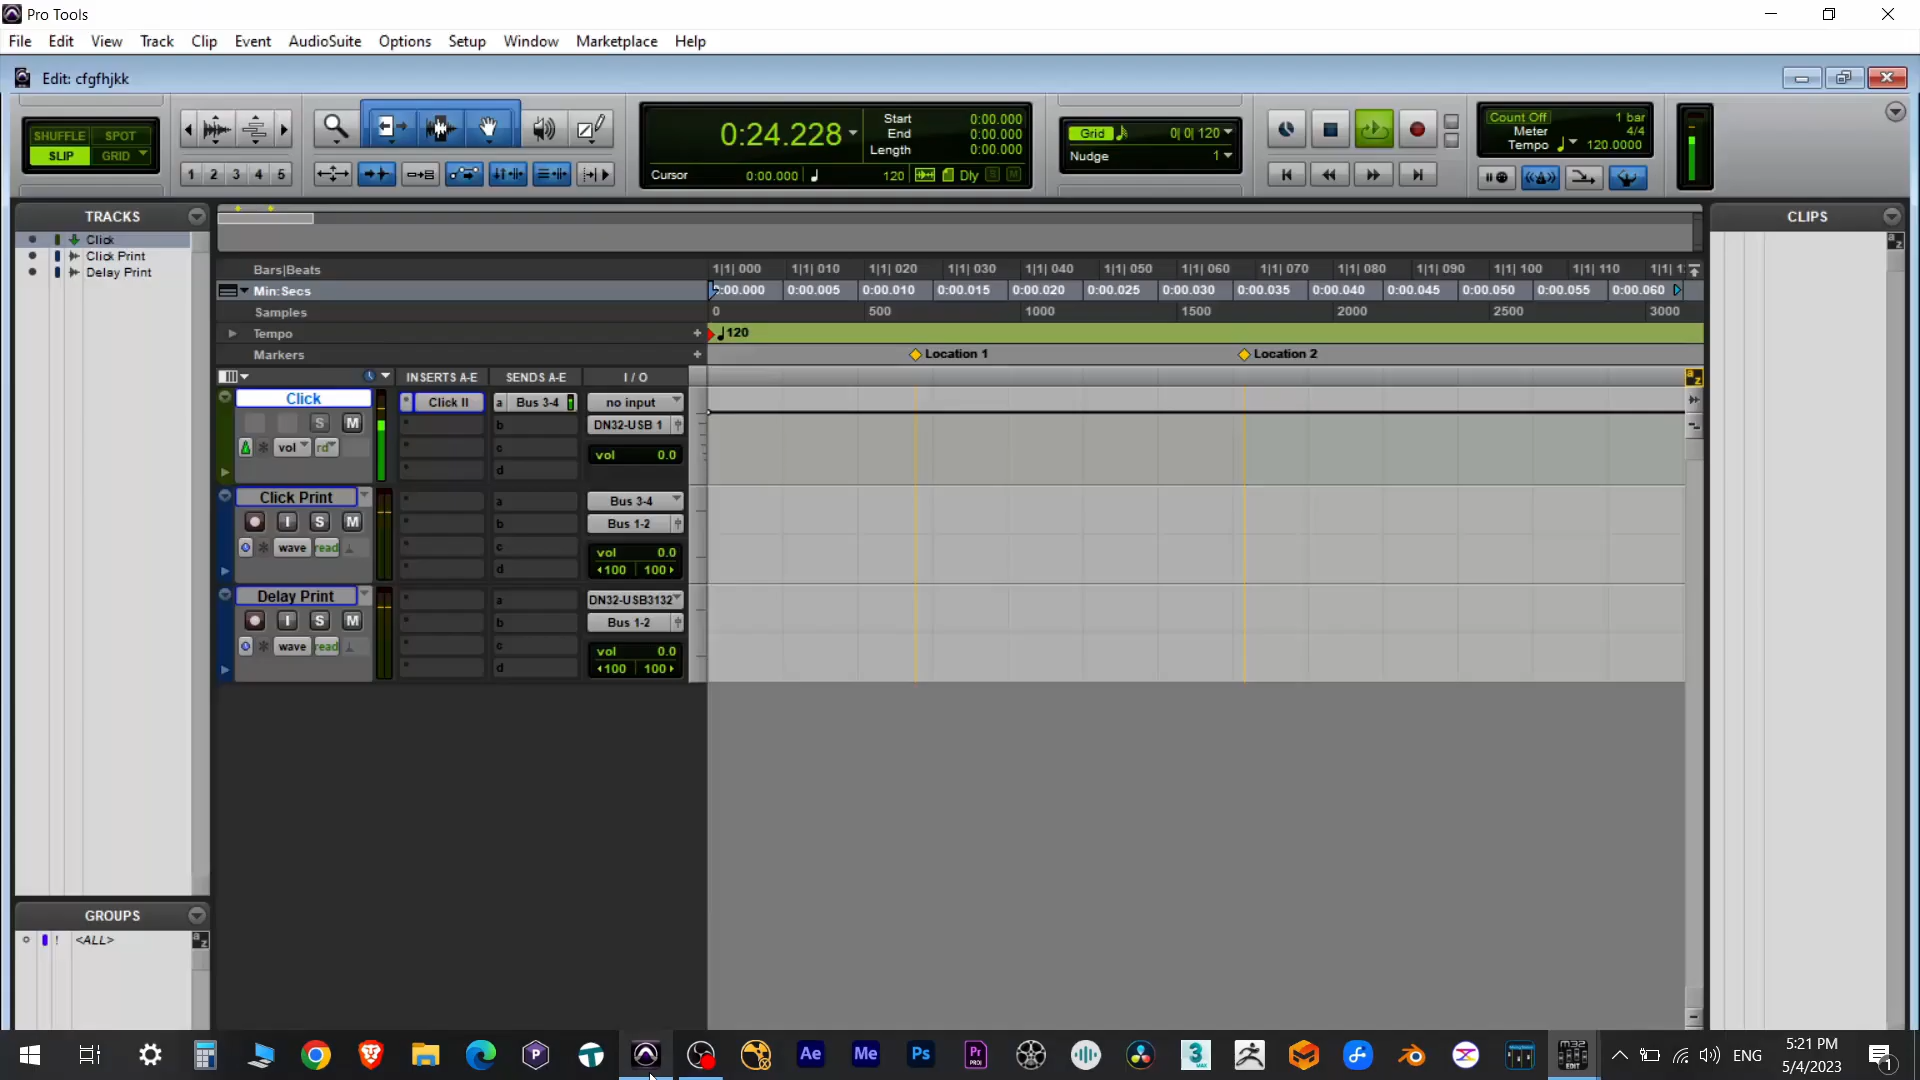 Pro Tools
File Edit View Track Clip Event AudioSuite Options Setup Window Marketplace Help
Edit: cfgfhjkk
SHUFFLE SPOT
SLIP GRID
1 2 3 4 5
0:24.228
Start 0:00.000
End 0:00.000
Length 0:00.000
Cursor 0:00.000 120 Dly S M
Grid 0| 0| 120
Nudge 1
Count Off 1 bar
Meter 4/4
Tempo 120.0000
TRACKS
Click
Click Print
Delay Print
CLIPS
Bars|Beats 1|1| 000 1|1| 010 1|1| 020 1|1| 030 1|1| 040 1|1| 050 1|1| 060 1|1| 070 1|1| 080 1|1| 090 1|1| 100 1|1| 110
Min:Secs 0:00.000 0:00.005 0:00.010 0:00.015 0:00.020 0:00.025 0:00.030 0:00.035 0:00.040 0:00.045 0:00.050 0:00.055 0:00.060
Samples 0 500 1000 1500 2000 2500 3000
Tempo 120
Markers Location 1 Location 2
INSERTS A-E SENDS A-E I / O
Click Click II a Bus 3-4 no input
S M b DN32-USB 1
vol rd c vol 0.0
d
Click Print a Bus 3-4
I S M b Bus 1-2
wave read c vol 0.0
d 100 100
Delay Print a DN32-USB3132
I S M b Bus 1-2
wave read c vol 0.0
d 100 100
GROUPS
! <ALL> a z
P T Ae Me Ps Pr PRO 3 MAX M32 EDIT ENG 5:21 PM
5/4/2023 1